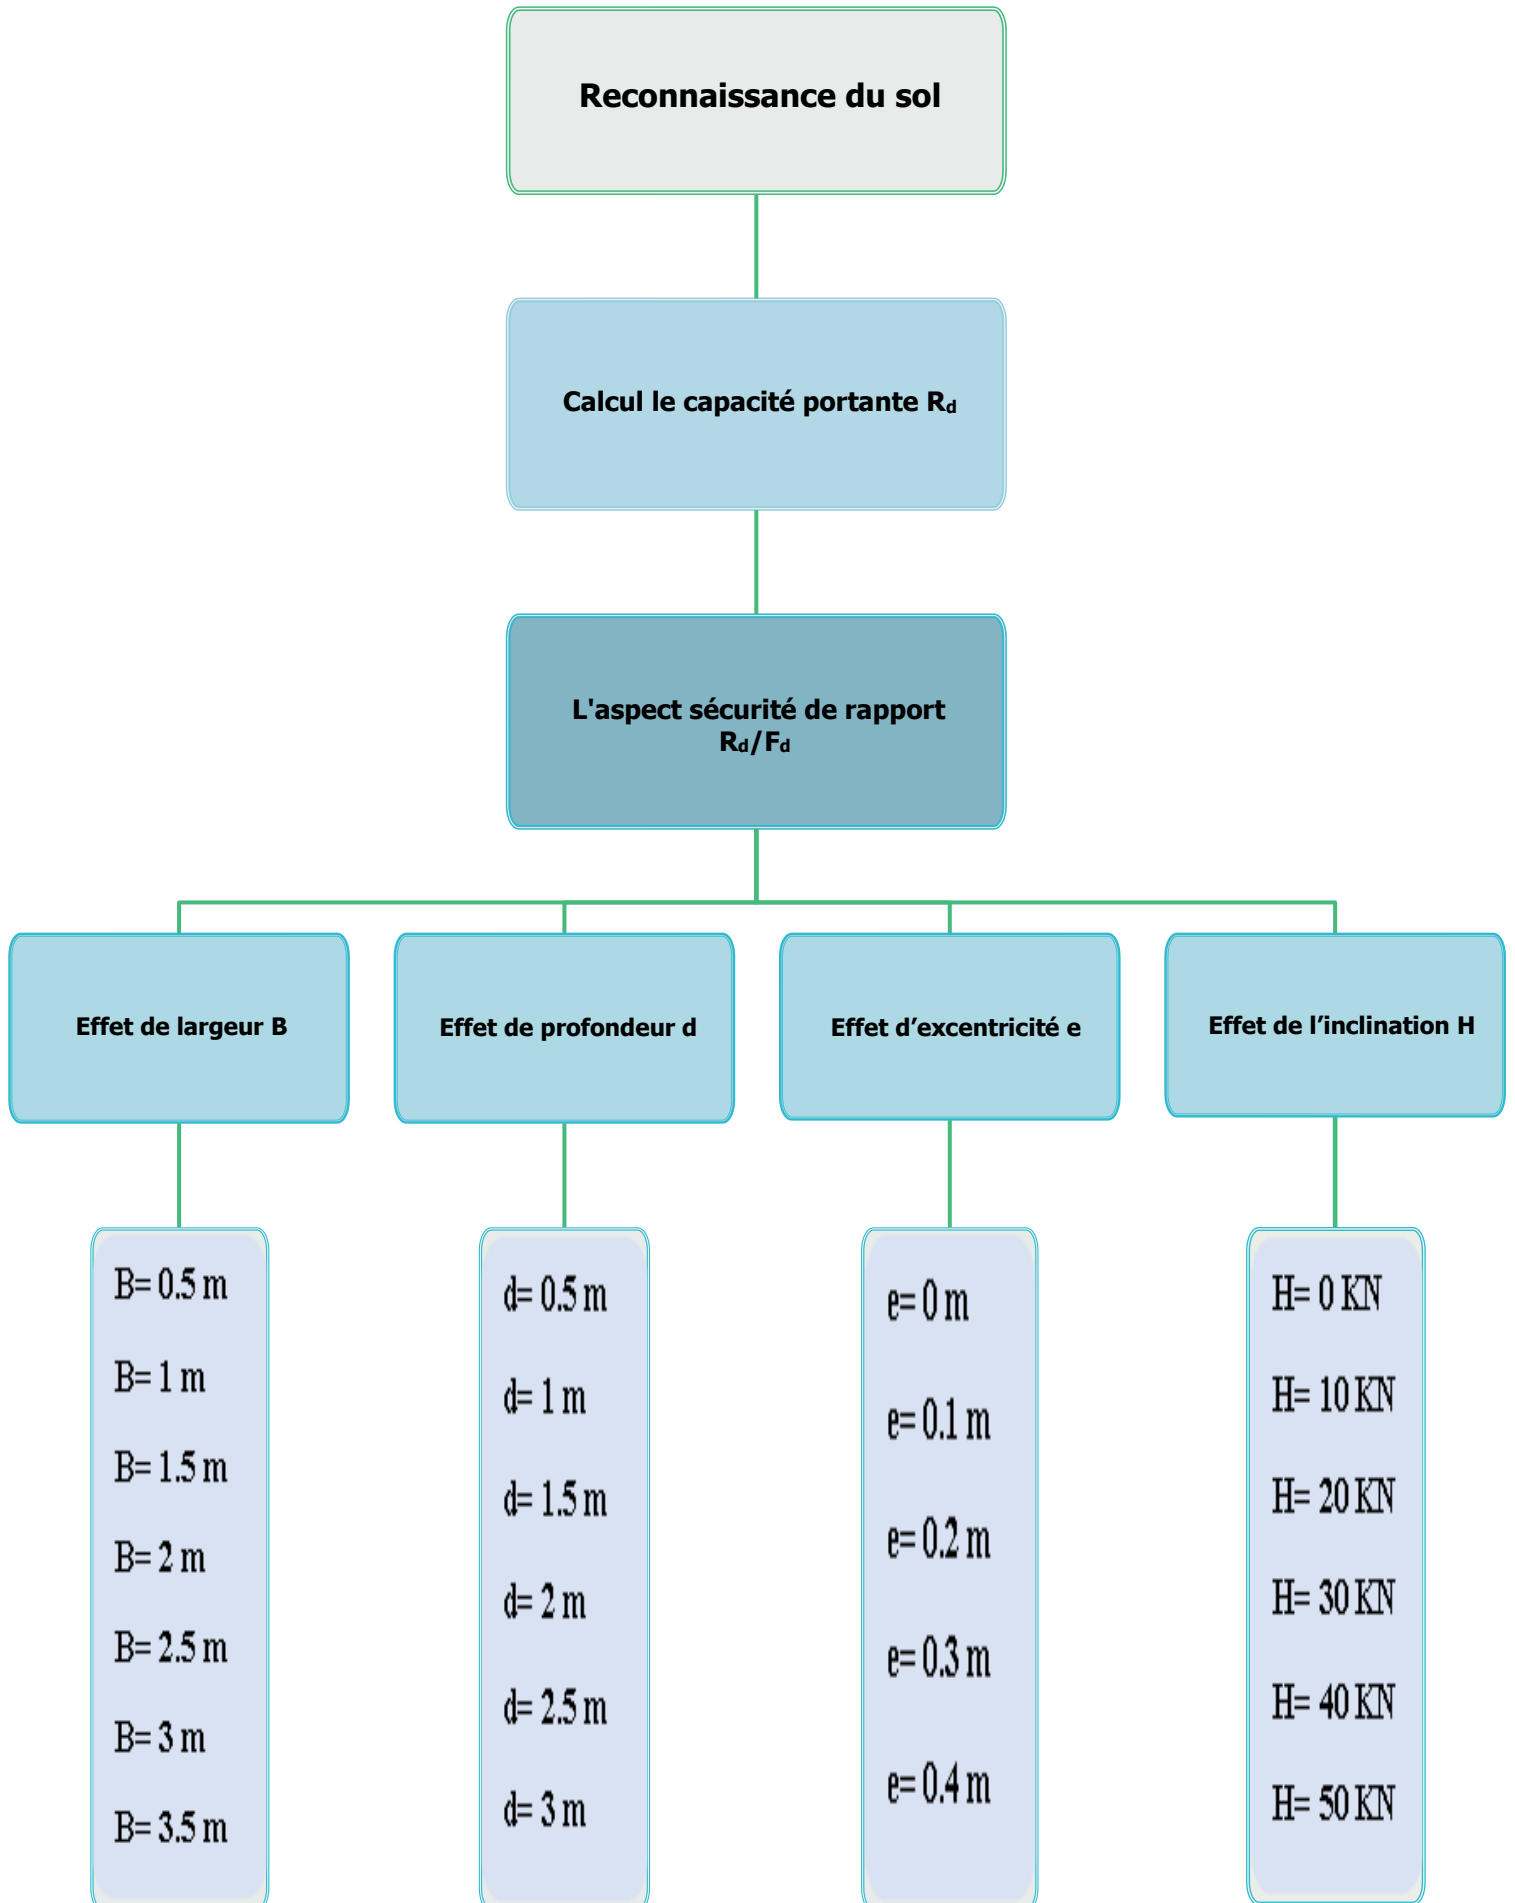 Reconnaissance du sol
Calcul le capacité portante Rd
L'aspect sécurité de rapport
Rd/Fd
Effet de largeur B
Effet de profondeur d
Effet d’excentricité e
Effet de l’inclination H
B= 0.5 m
B= 1 m
B= 1.5 m
B= 2 m
B= 2.5 m
B= 3 m
B= 3.5 m
d= 0.5 m
d= 1 m
d= 1.5 m
d= 2 m
d= 2.5 m
d= 3 m
e= 0 m
e= 0.1 m
e= 0.2 m
e= 0.3 m
e= 0.4 m
H= 0 KN
H= 10 KN
H= 20 KN
H= 30 KN
H= 40 KN
H= 50 KN